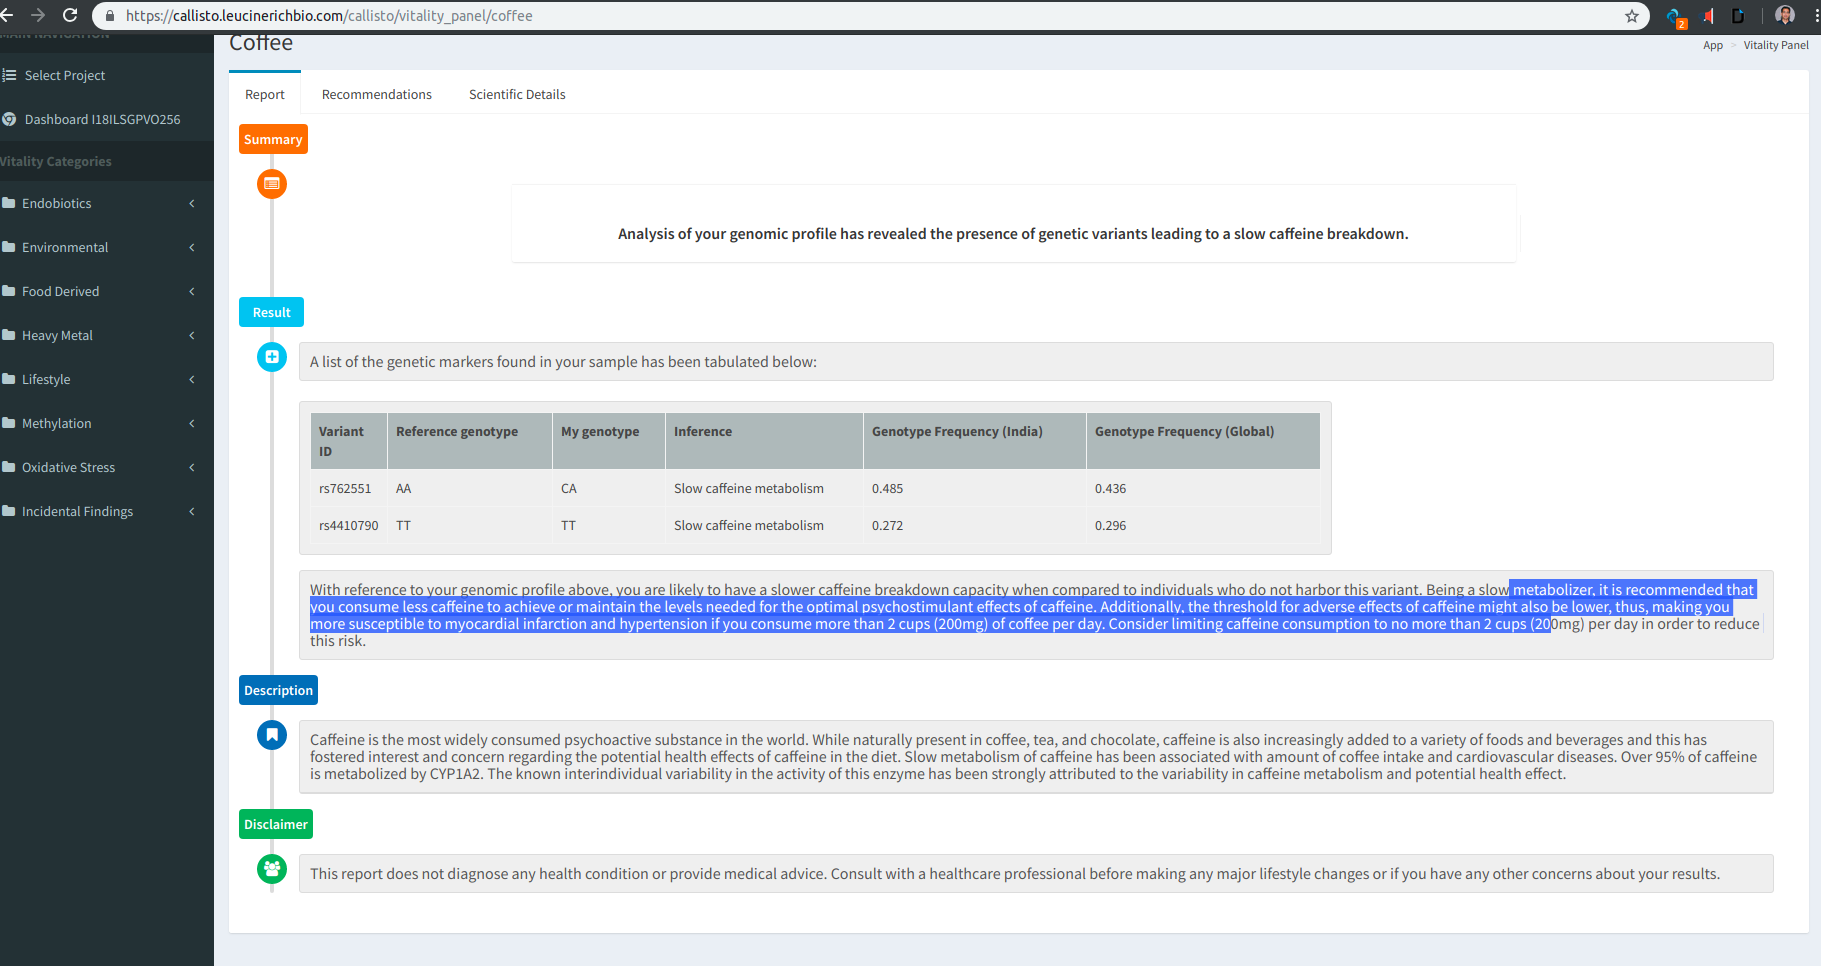 https://callisto.leucinerichbio.com/callisto/vitality_panel/coffee
2
MAIN NAVIGATION
Select Project
Dashboard I18ILSGPVO256
Vitality Categories
Endobiotics
Environmental
Food Derived
Heavy Metal
Lifestyle
Methylation
Oxidative Stress
Incidental Findings
Coffee
App > Vitality Panel
Report Recommendations Scientific Details
Summary
Analysis of your genomic profile has revealed the presence of genetic variants leading to a slow caffeine breakdown.
Result
A list of the genetic markers found in your sample has been tabulated below:
Variant ID Reference genotype My genotype Inference Genotype Frequency (India) Genotype Frequency (Global)
rs762551 AA CA Slow caffeine metabolism 0.485 0.436
rs4410790 TT TT Slow caffeine metabolism 0.272 0.296
With reference to your genomic profile above, you are likely to have a slower caffeine breakdown capacity when compared to individuals who do not harbor this variant. Being a slow metabolizer, it is recommended that
you consume less caffeine to achieve or maintain the levels needed for the optimal psychostimulant effects of caffeine. Additionally, the threshold for adverse effects of caffeine might also be lower, thus, making you
more susceptible to myocardial infarction and hypertension if you consume more than 2 cups (200mg) of coffee per day. Consider limiting caffeine consumption to no more than 2 cups (200mg) per day in order to reduce
this risk.
Description
Caffeine is the most widely consumed psychoactive substance in the world. While naturally present in coffee, tea, and chocolate, caffeine is also increasingly added to a variety of foods and beverages and this has
fostered interest and concern regarding the potential health effects of caffeine in the diet. Slow metabolism of caffeine has been associated with amount of coffee intake and cardiovascular diseases. Over 95% of caffeine
is metabolized by CYP1A2. The known interindividual variability in the activity of this enzyme has been strongly attributed to the variability in caffeine metabolism and potential health effect.
Disclaimer
This report does not diagnose any health condition or provide medical advice. Consult with a healthcare professional before making any major lifestyle changes or if you have any other concerns about your results.